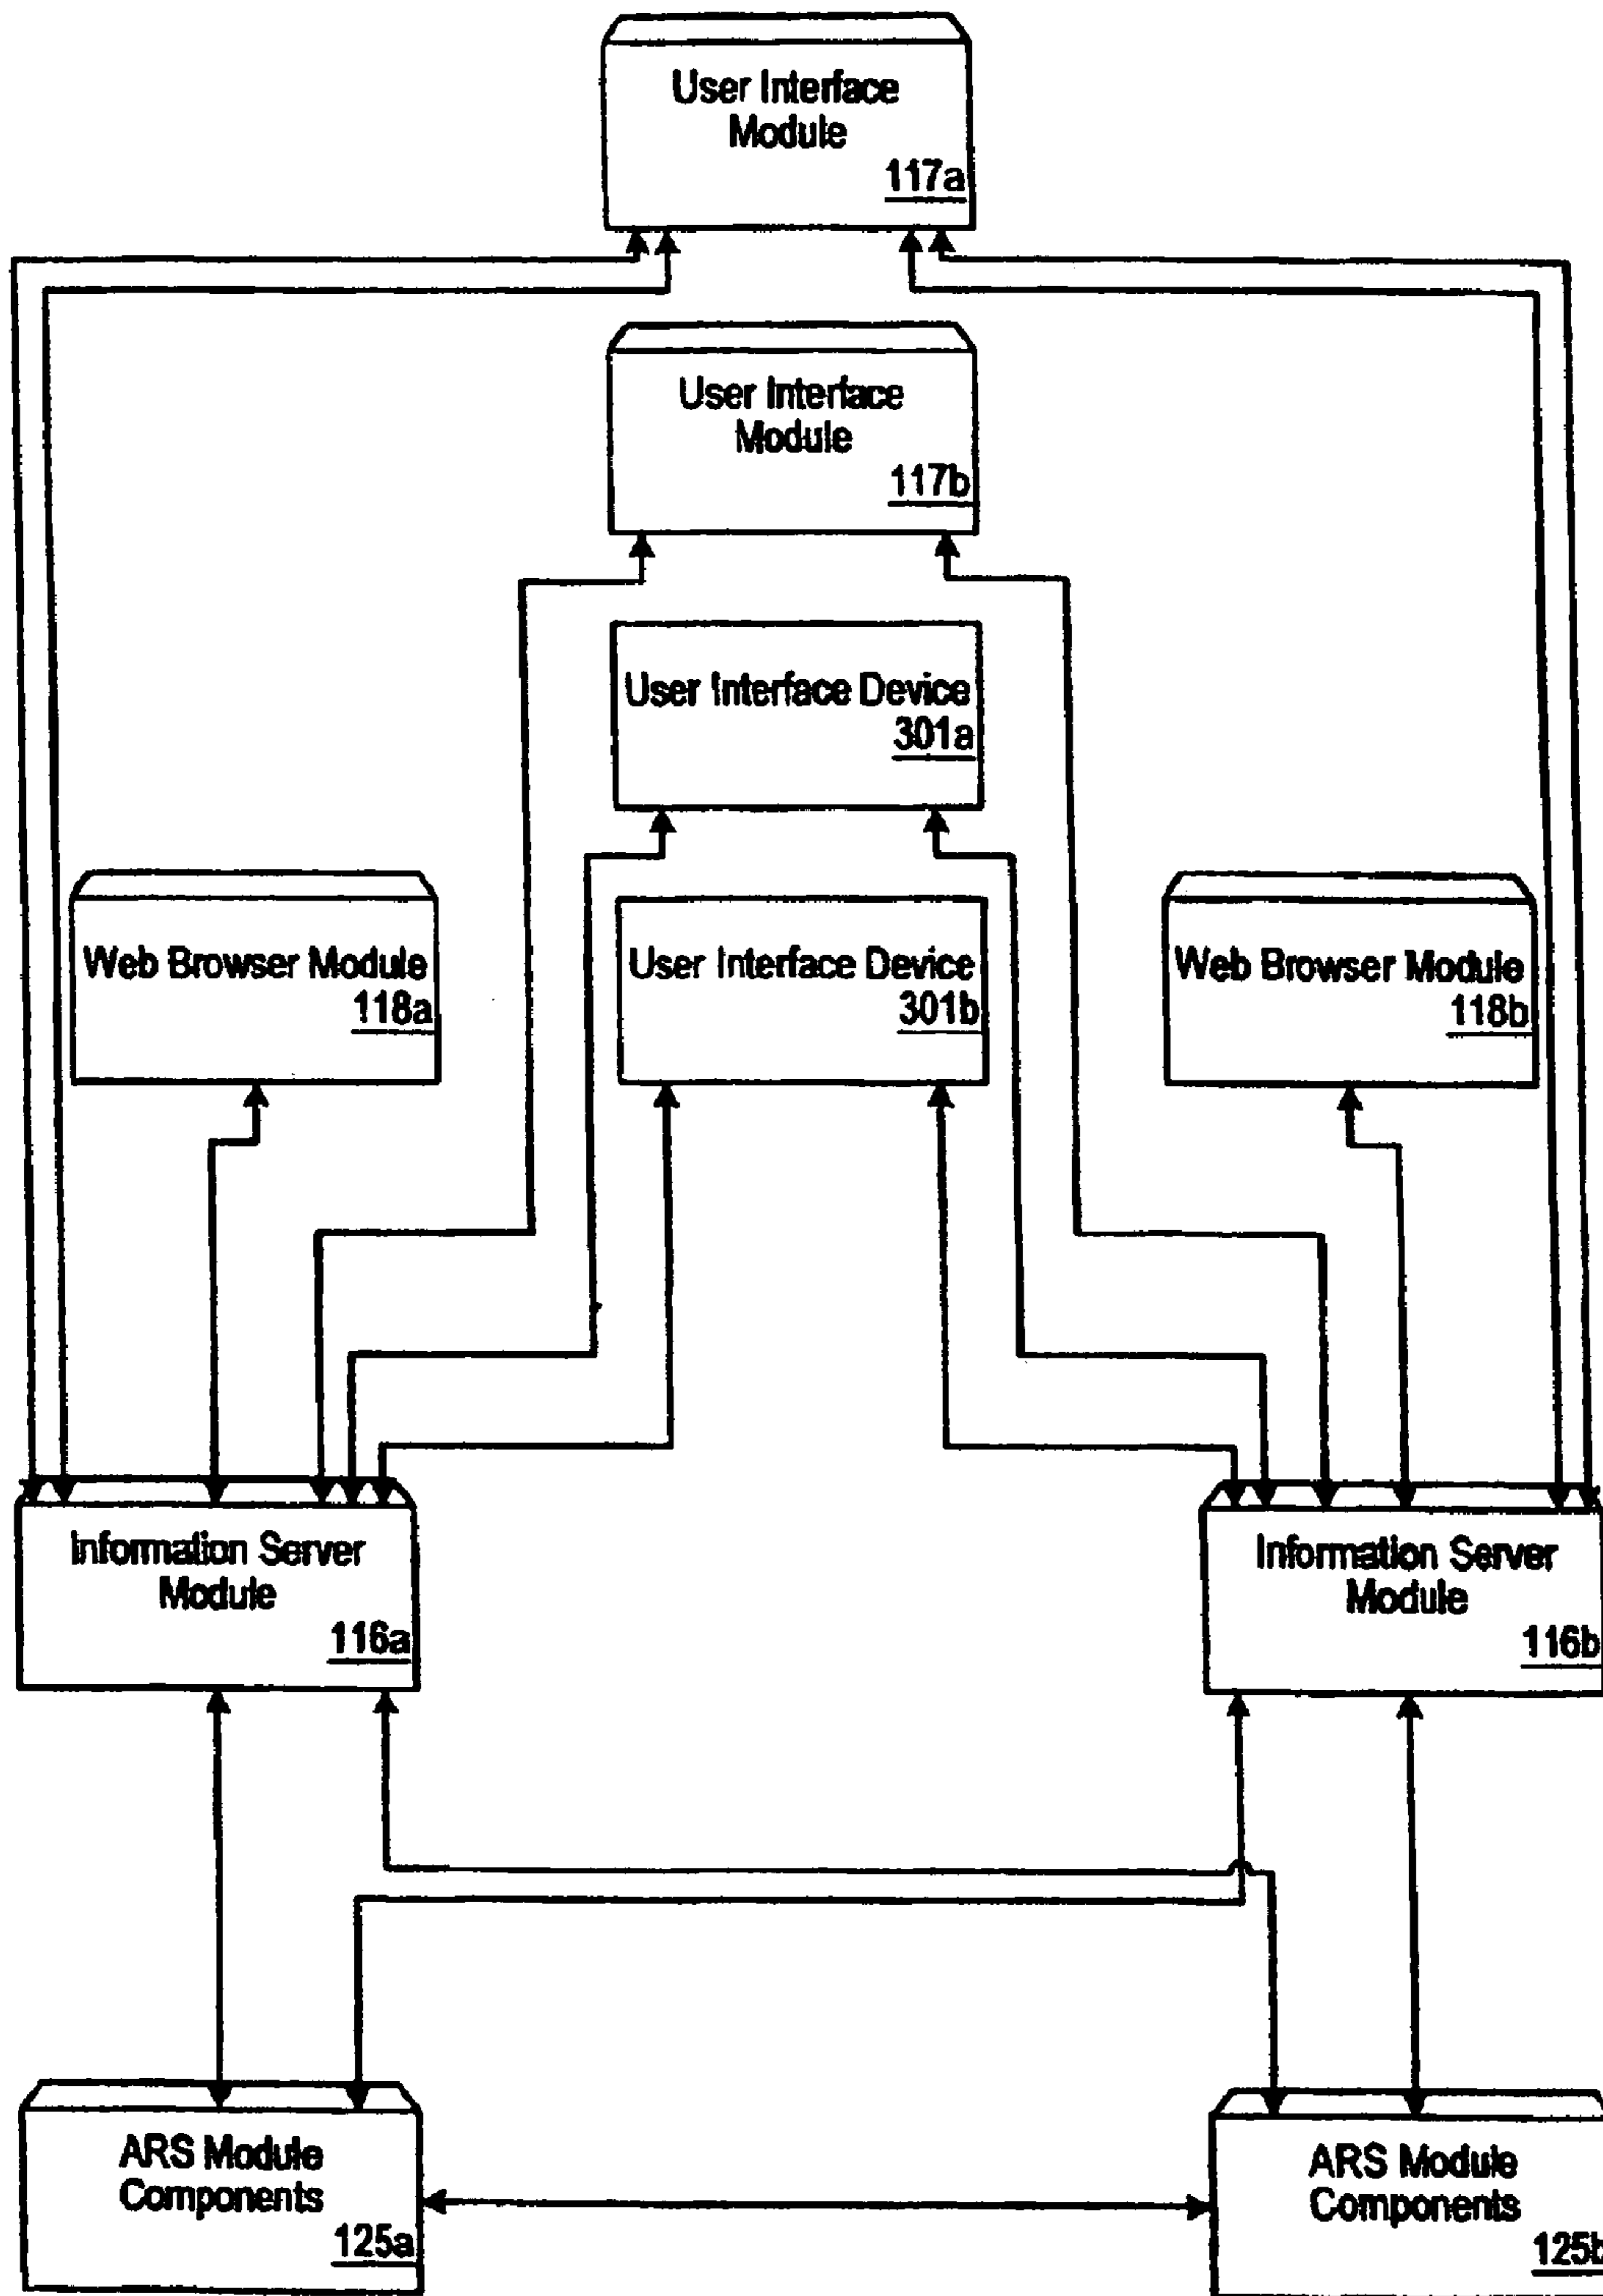 User Interface
Module
117a
User Interface
Module
117b
User Interface Device
301a
Web Browser Module
118a
User Interface Device
301b
Web Browser Module
118b
Information Server
Module
116a
Information Server
Module
116b
ARS Module
Components
125a
ARS Module
Components
125b